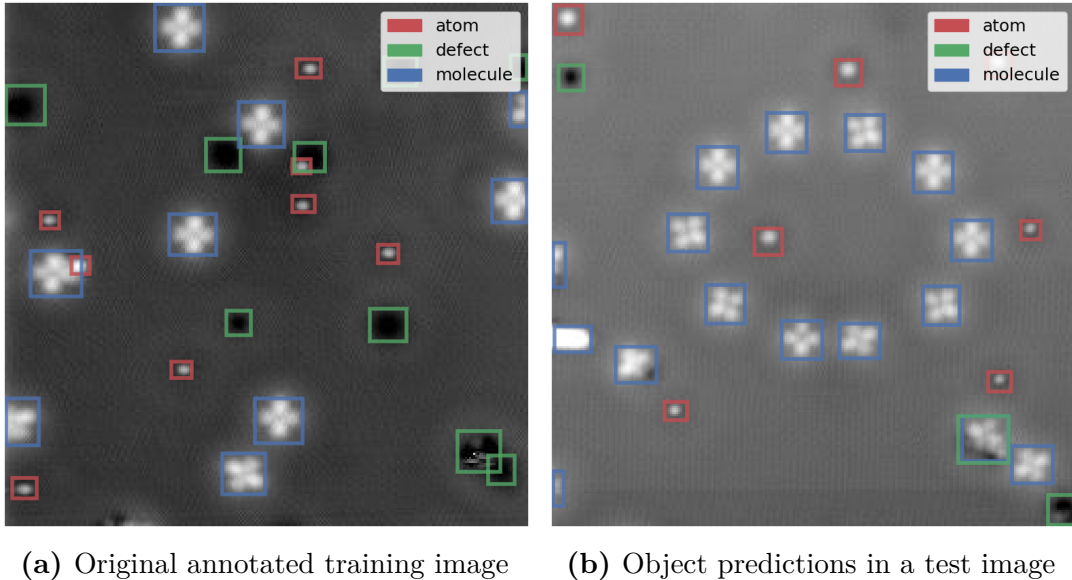 atom
defect
molecule
atom
defect
molecule
(a) Original annotated training image
(b) Object predictions in a test image